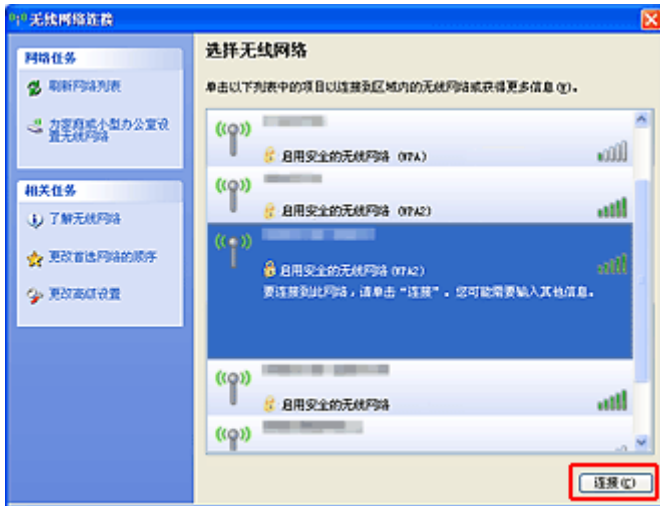 无线网络连接
网络任务
刷新网络列表
为家庭或小型办公室设
置无线网络
相关任务
了解无线网络
更改首选网络的顺序
更改高级设置
选择无线网络
单击以下列表中的项目以连接到区域内的无线网络或获得更多信息(W)。
启用安全的无线网络 (WPA)
启用安全的无线网络 (WPA2)
启用安全的无线网络 (WPA2)
要连接到此网络，请单击“连接”。您可能需要输入其他信息。
启用安全的无线网络
连接(C)